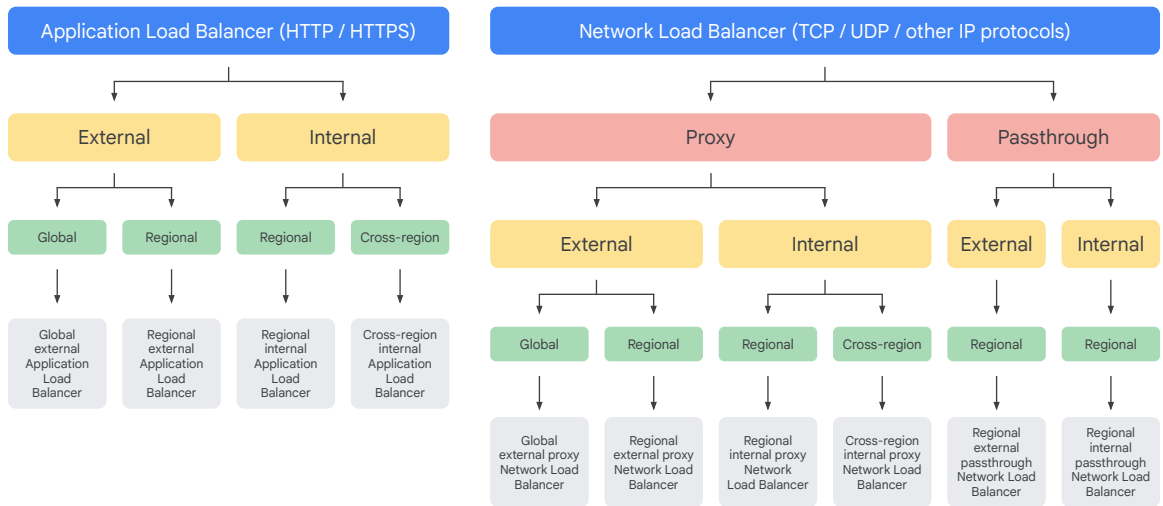 Application Load Balancer (HTTP / HTTPS)
Network Load Balancer (TCP / UDP / other IP protocols)
External
Internal
Proxy
Passthrough
Global
Regional
Regional
Cross-region
External
Internal
External
Internal
Global
external
Application
Load
Balancer
Regional
external
Application
Load
Balancer
Regional
internal
Application
Load
Balancer
Cross-region
internal
Application
Load
Balancer
Global
Regional
Regional
Cross-region
Regional
Regional
Global
external proxy
Network Load
Balancer
Regional
external proxy
Network Load
Balancer
Regional
internal proxy
Network
Load Balancer
Cross-region
internal proxy
Network Load
Balancer
Regional
external
passthrough
Network Load
Balancer
Regional
internal
passthrough
Network Load
Balancer